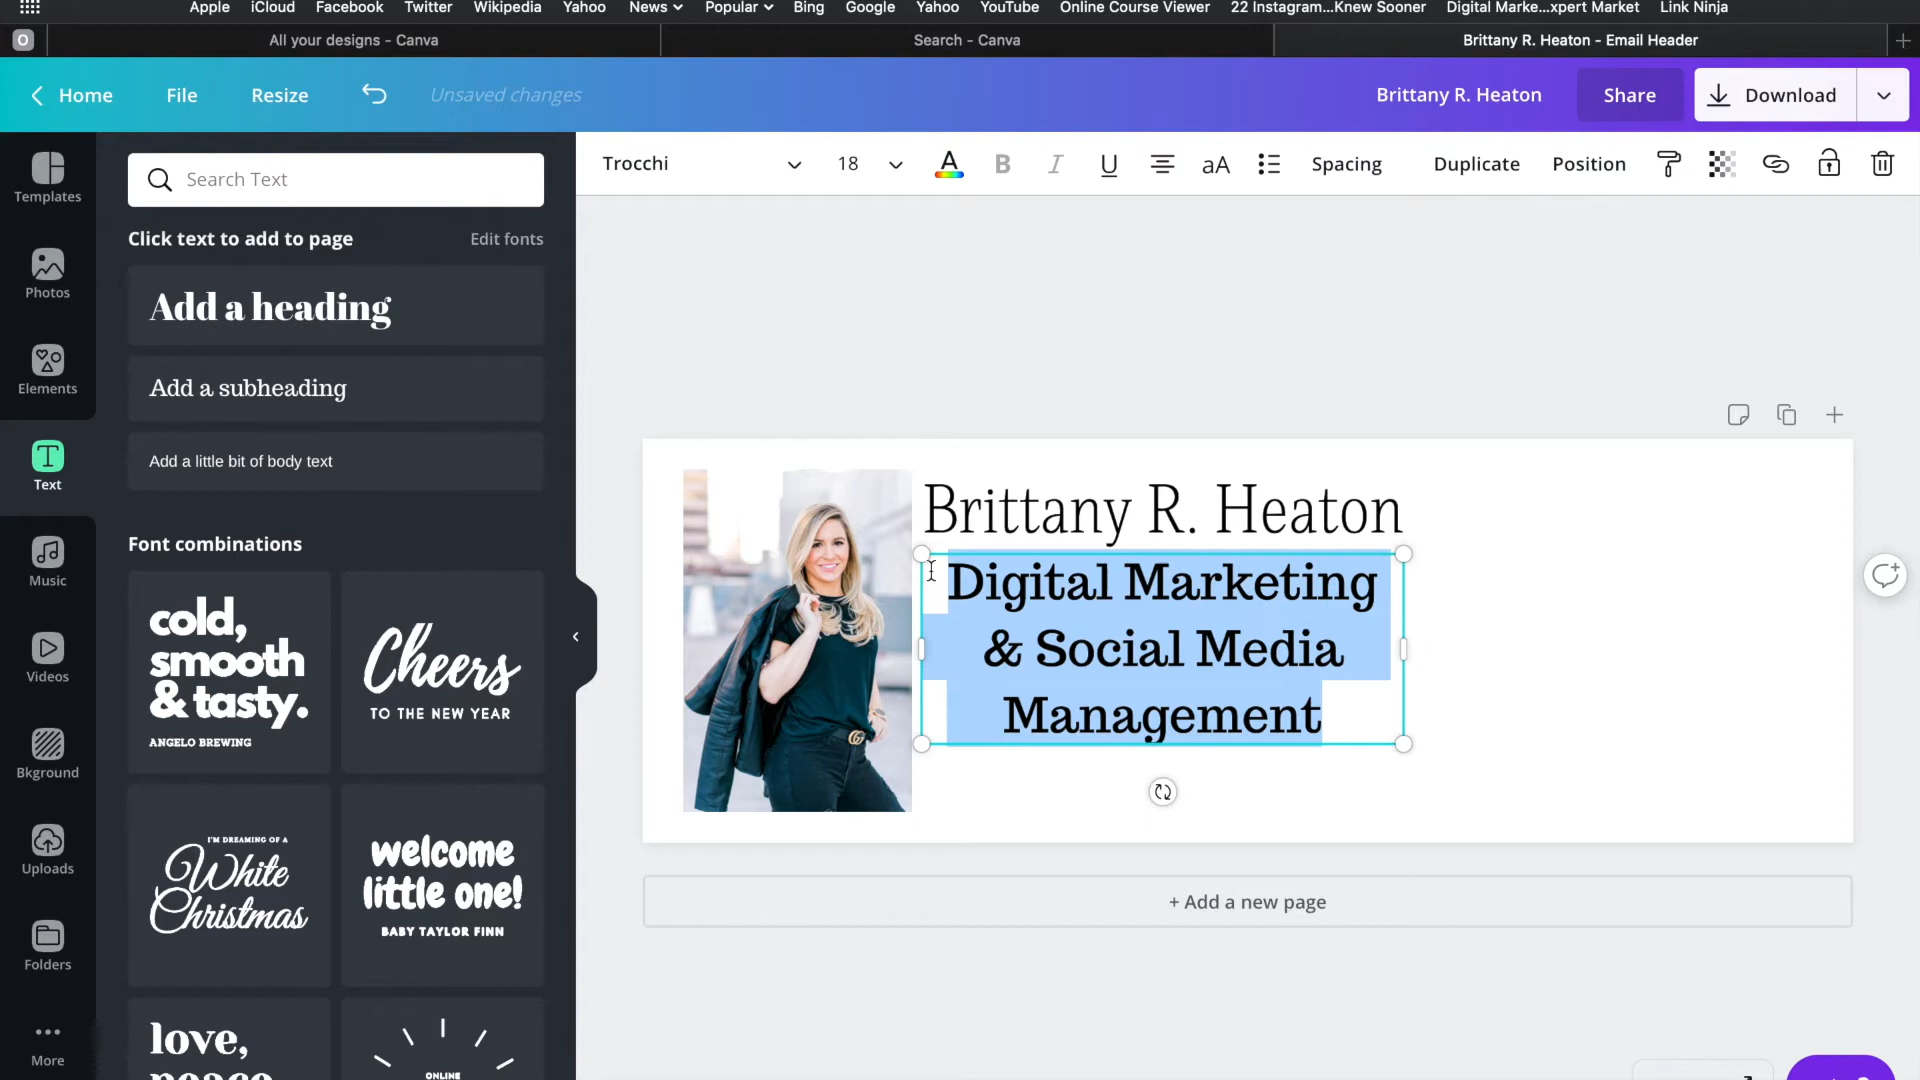 Apple iCloud Facebook Twitter Wikipedia Yahoo News Popular Bing Google Yahoo YouTube Online Course Viewer 22 Instagram...Knew Sooner Digital Marke...xpert Market Link Ninja
O All your designs - Canva Search - Canva Brittany R. Heaton - Email Header
Home File Resize Unsaved changes Brittany R. Heaton Share Download
Trocchi 18 A B I U aA Spacing Duplicate Position
Templates
Photos
Elements
Text
Music
Videos
Bkground
Uploads
Folders
More
Search Text
Click text to add to page Edit fonts
Add a heading
Add a subheading
Add a little bit of body text
Font combinations
cold,
smooth
& tasty.
ANGELO BREWING
Cheers
TO THE NEW YEAR
I'M DREAMING OF A
White
Christmas
welcome
little one!
BABY TAYLOR FINN
love,
peace
ONLINE
Brittany R. Heaton
Digital Marketing
& Social Media
Management
+ Add a new page